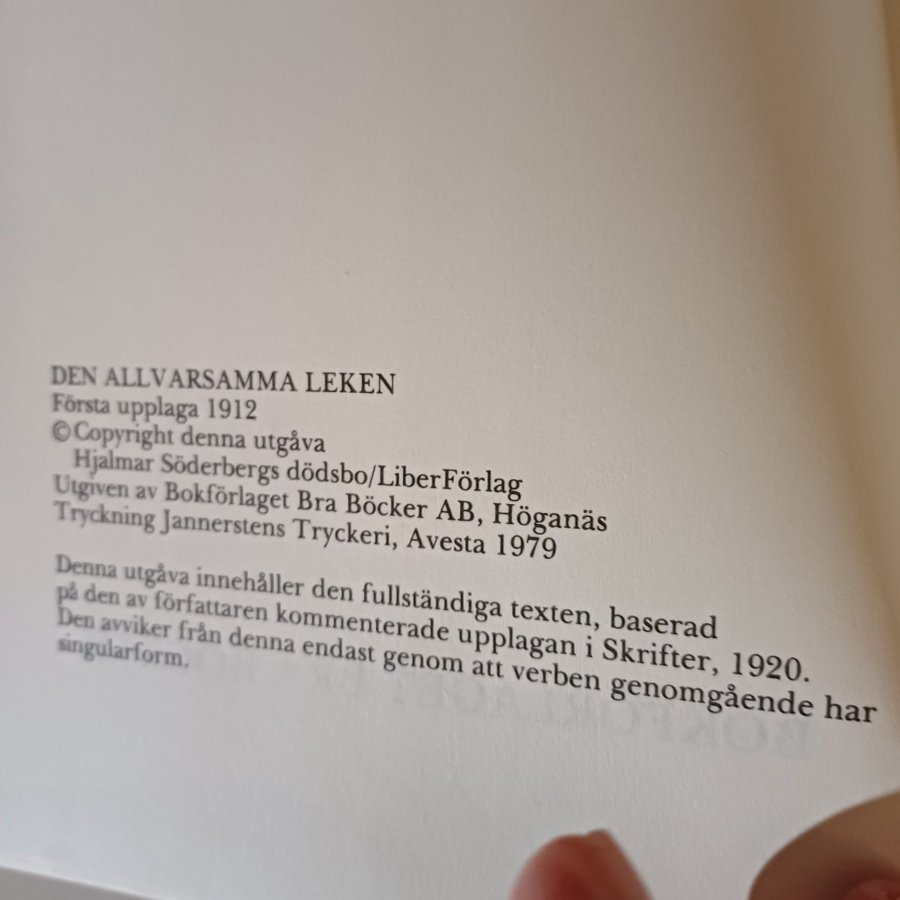 DEN ALLVARSAMMA LEKEN
Första upplaga 1912
©Copyright denna utgåva
Hjalmar Söderbergs dödsbo/LiberFörlag
Utgiven av Bokförlaget Bra Böcker AB, Höganäs
Tryckning Jannerstens Tryckeri, Avesta 1979
Denna utgåva innehåller den fullständiga texten, baserad
på den av författaren kommenterade upplagan i Skrifter, 1920.
Den avviker från denna endast genom att verben genomgående har
singularform.